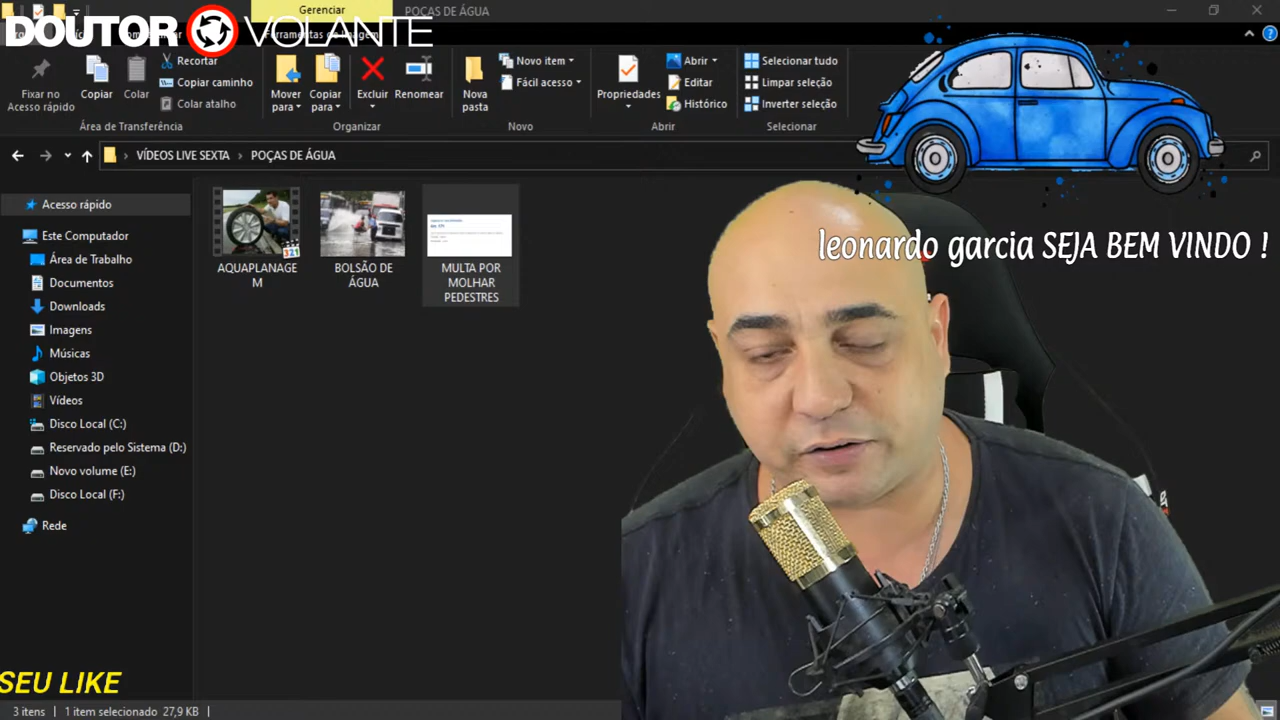 Gerenciar
POÇAS DE ÁGUA
DOUTOR VOLANTE
Recortar
Copiar caminho
Colar atalho
Fixar no
Acesso rápido
Copiar
Colar
Área de Transferência
Mover
para
Copiar
para
Excluir
Renomear
Organizar
Nova
pasta
Novo item
Fácil acesso
Novo
Propriedades
Abrir
Editar
Histórico
Abrir
Selecionar tudo
Limpar seleção
Inverter seleção
Selecionar
VÍDEOS LIVE SEXTA > POÇAS DE ÁGUA
Acesso rápido
Este Computador
Área de Trabalho
Documentos
Downloads
Imagens
Músicas
Objetos 3D
Vídeos
Disco Local (C:)
Reservado pelo Sistema (D:)
Novo volume (E:)
Disco Local (F:)
Rede
AQUAPLANAGE
M
BOLSÃO DE
ÁGUA
MULTA POR
MOLHAR
PEDESTRES
leonardo garcia SEJA BEM VINDO !
SEU LIKE
3 itens
1 item selecionado 27,9 KB